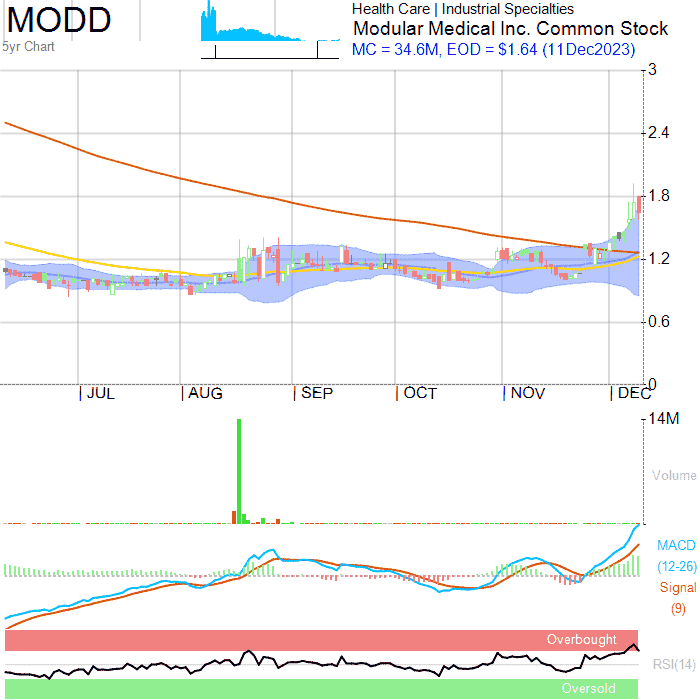 MODD
Health Care | Industrial Specialties
Modular Medical Inc. Common Stock
5yr Chart
MC = 34.6M, EOD = $1.64 (11Dec2023)
3
2.4
1.8
1.2
0.6
0
JUL AUG SEP OCT NOV DEC
14M
Volume
MACD
(12-26)
Signal
(9)
Overbought
RSI(14)
Oversold